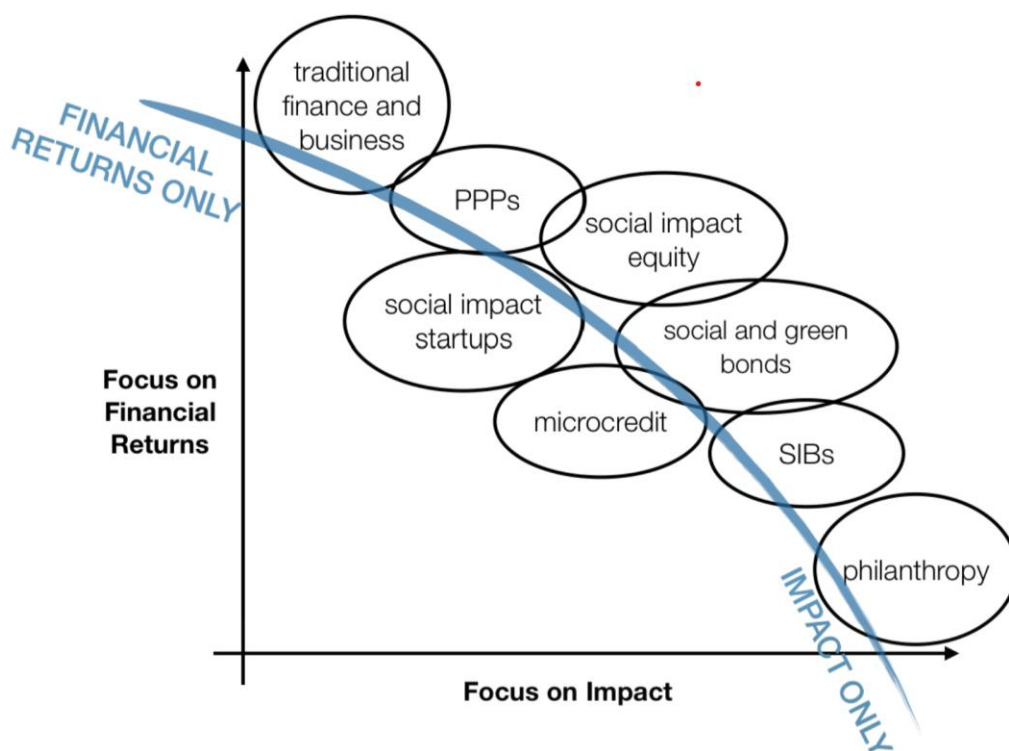 traditional
finance and
business
FINANCIAL
RETURNS ONLY
PPPs
social impact
equity
social impact
startups
social and green
bonds
Focus on
Financial
Returns
microcredit
SIBs
philanthropy
IMPACT ONLY
Focus on Impact